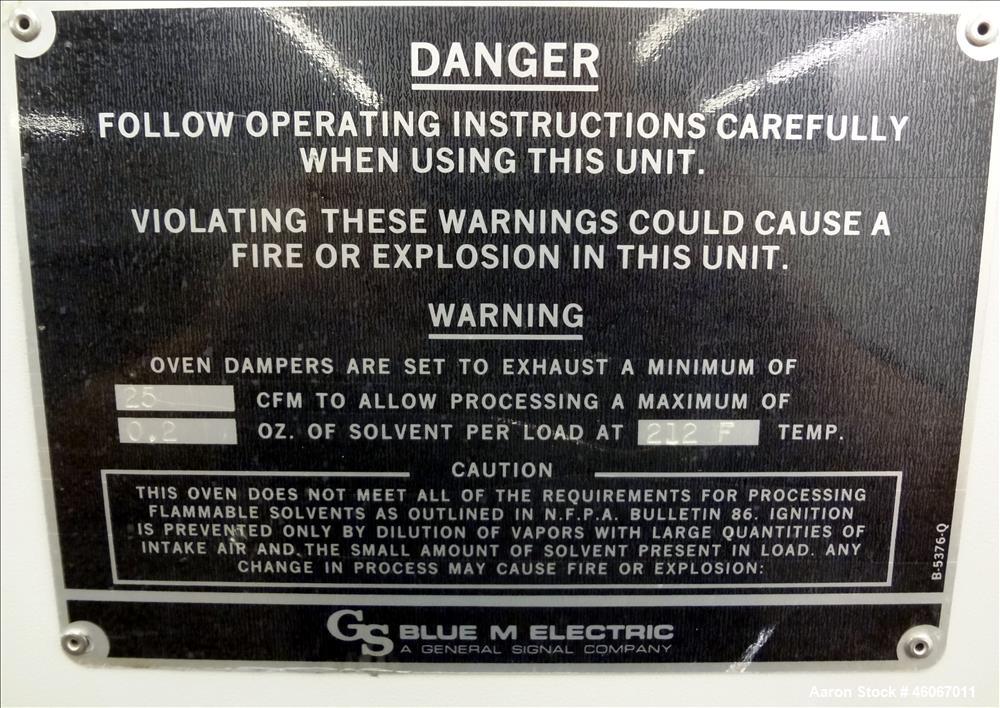 DANGER
FOLLOW OPERATING INSTRUCTIONS CAREFULLY
WHEN USING THIS UNIT.
VIOLATING THESE WARNINGS COULD CAUSE A
FIRE OR EXPLOSION IN THIS UNIT.
WARNING
OVEN DAMPERS ARE SET TO EXHAUST A MINIMUM OF
25 CFM TO ALLOW PROCESSING A MAXIMUM OF
0.2 OZ. OF SOLVENT PER LOAD AT 212 F TEMP.
CAUTION
THIS OVEN DOES NOT MEET ALL OF THE REQUIREMENTS FOR PROCESSING
FLAMMABLE SOLVENTS AS OUTLINED IN N.F.P.A. BULLETIN 86. IGNITION
IS PREVENTED ONLY BY DILUTION OF VAPORS WITH LARGE QUANTITIES OF
INTAKE AIR AND THE SMALL AMOUNT OF SOLVENT PRESENT IN LOAD. ANY
CHANGE IN PROCESS MAY CAUSE FIRE OR EXPLOSION:
B-5376-Q
GS BLUE M ELECTRIC
A GENERAL SIGNAL COMPANY
Aaron Stock # 46067011